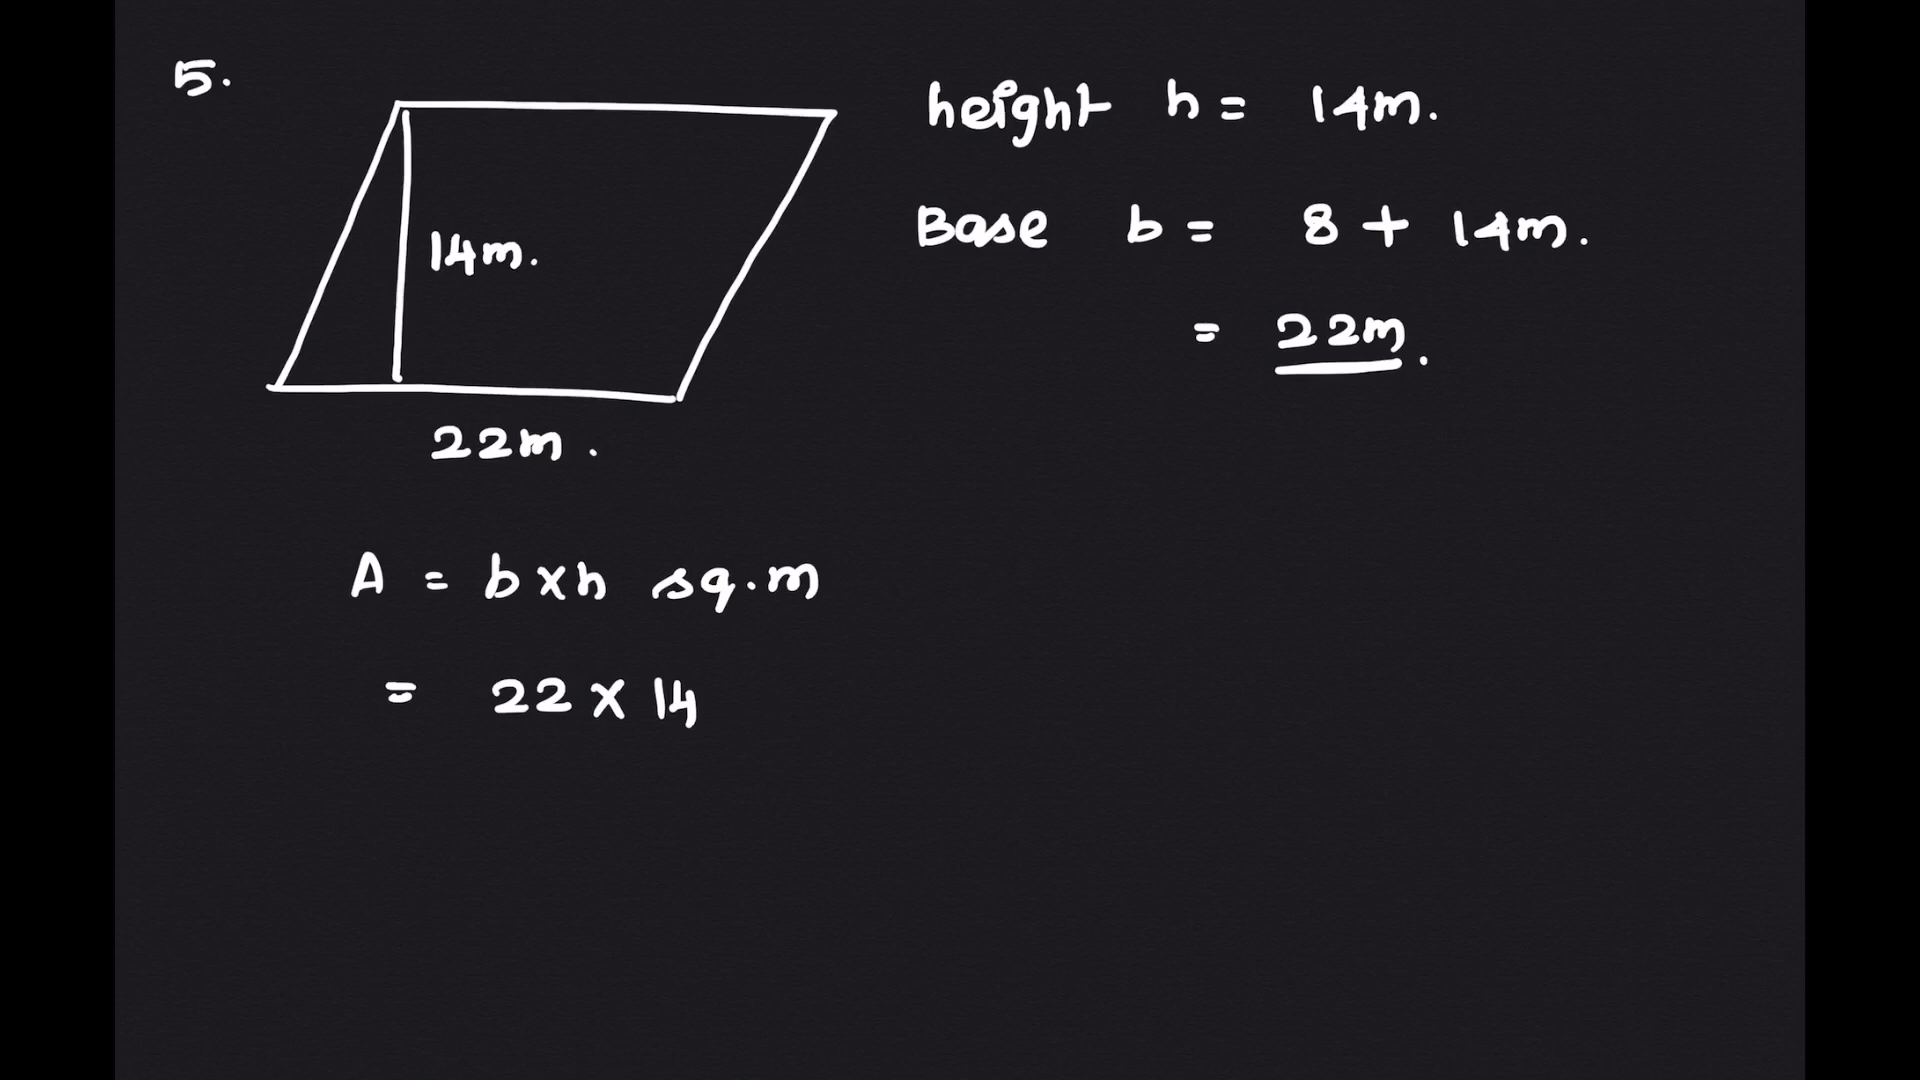 5.
14m.
22m.
height h = 14m.
Base b = 8 + 14m.
= 22m.
A = b x h sq.m
= 22 x 14